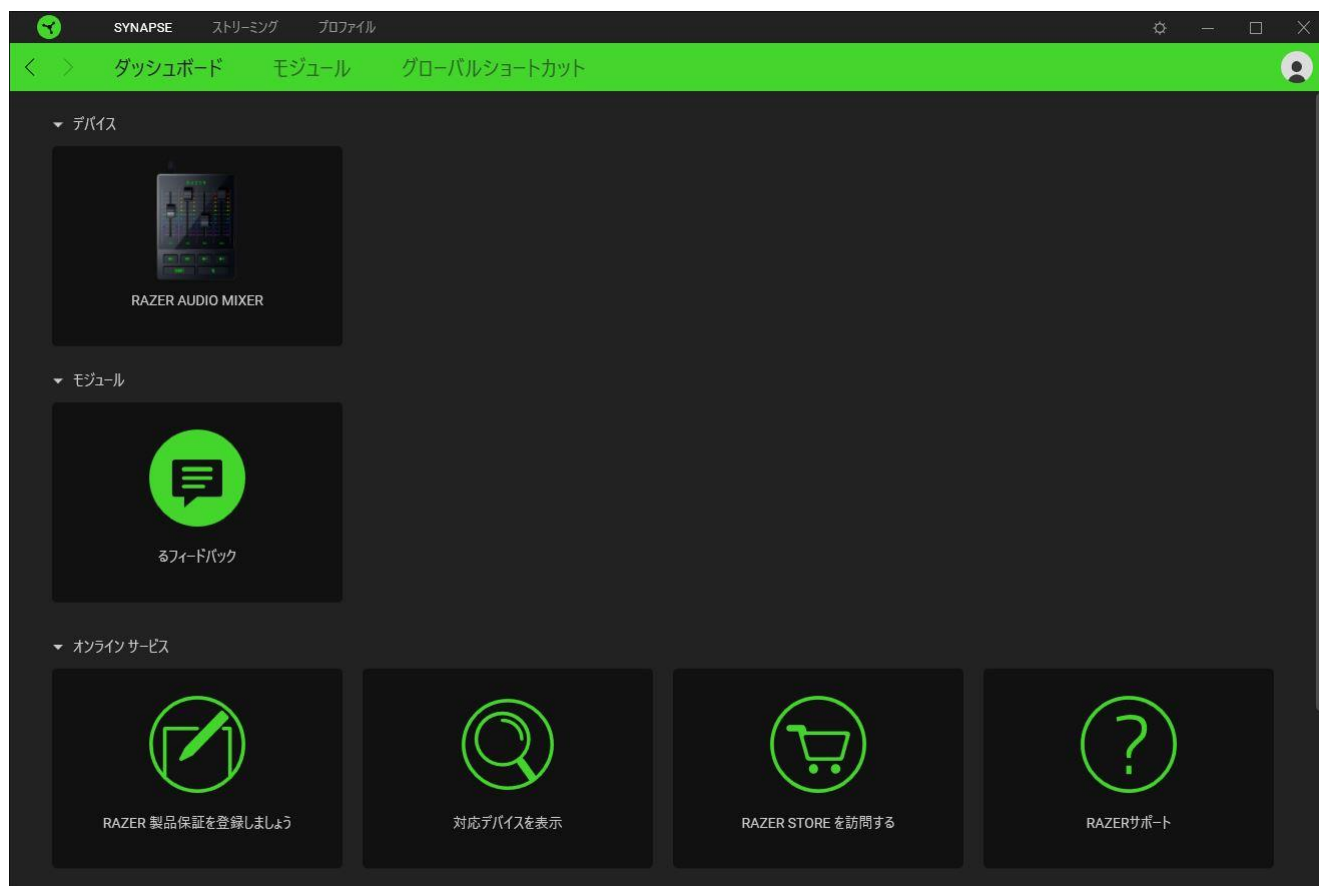 SYNAPSE ストリーミング プロファイル
ダッシュボード モジュール グローバルショートカット
デバイス
RAZER
RAZER AUDIO MIXER
モジュール
るフィードバック
オンライン サービス
RAZER 製品保証を登録しましょう 対応デバイスを表示 RAZER STORE を訪問する RAZERサポート